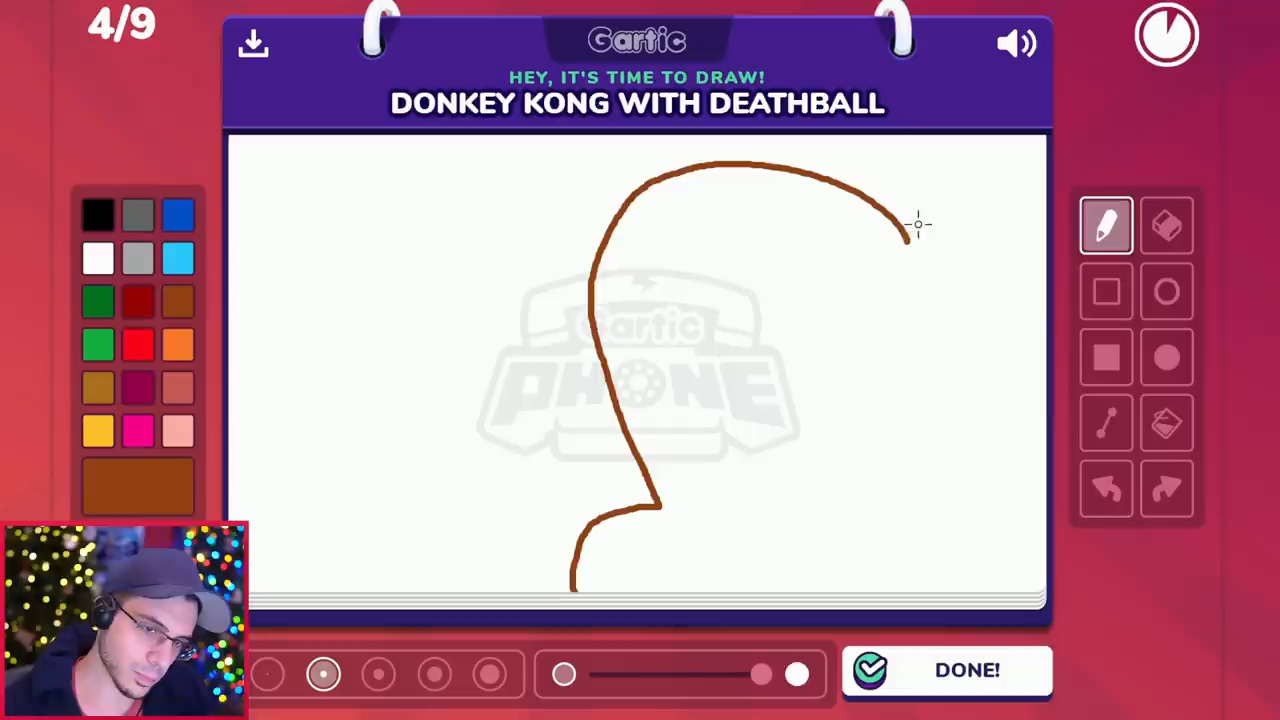 4/9
Gartic
HEY, IT'S TIME TO DRAW!
DONKEY KONG WITH DEATHBALL
Gartic
PHONE
DONE!